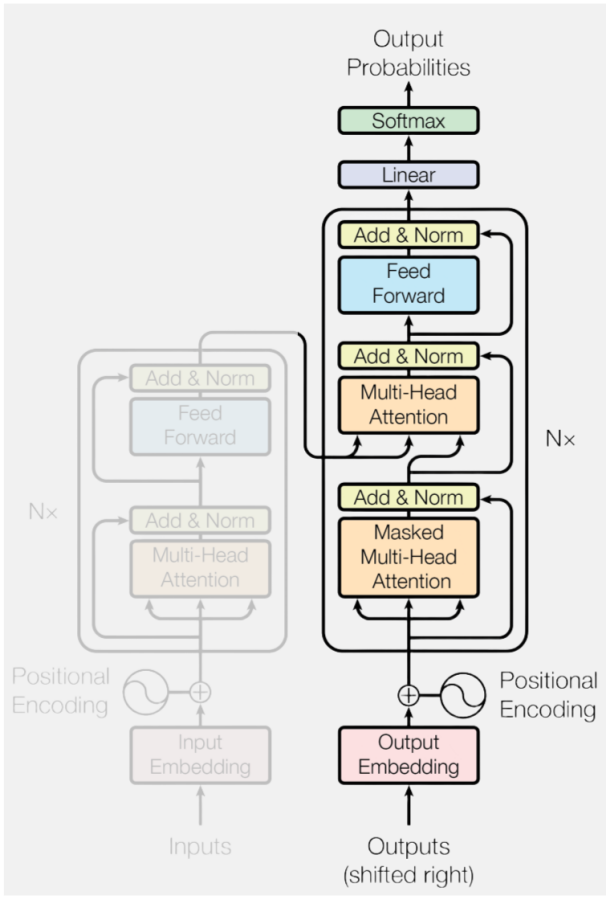 Output
Probabilities
Softmax
Linear
Add & Norm
Feed
Forward
Add & Norm
Multi-Head
Attention
N×
Add & Norm
Masked
Multi-Head
Attention
Positional
Encoding
Output
Embedding
Outputs
(shifted right)
Add & Norm
Feed
Forward
N×
Add & Norm
Multi-Head
Attention
Positional
Encoding
Input
Embedding
Inputs